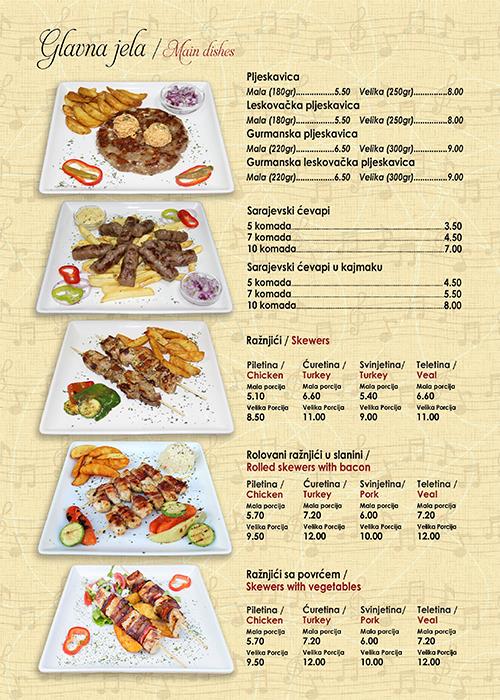 Glavna jela / Main dishes
Pljeskavica
Mala (180gr)..................5.50 Velika (250gr)...............8.00
Leskovačka pljeskavica
Mala (180gr)..................5.50 Velika (250gr)...............8.00
Gurmanska pljeskavica
Mala (220gr)..................6.50 Velika (300gr)...............9.00
Gurmanska leskovačka pljeskavica
Mala (220gr)..................6.50 Velika (300gr)...............9.00
Sarajevski ćevapi
5 komada 3.50
7 komada 4.50
10 komada 7.00
Sarajevski ćevapi u kajmaku
5 komada 4.50
7 komada 5.50
10 komada 8.00
Ražnjići / Skewers
Piletina / Ćuretina / Svinjetina/ Teletina /
Chicken Turkey Turkey Veal
Mala porcija Mala porcija Mala porcija Mala porcija
5.10 6.60 5.40 6.60
Velika Porcija Velika Porcija Velika Porcija Velika Porcija
8.50 11.00 9.00 11.00
Rolovani ražnjići u slanini /
Rolled skewers with bacon
Piletina / Ćuretina / Svinjetina/ Teletina /
Chicken Turkey Pork Veal
Mala porcija Mala porcija Mala porcija Mala porcija
5.70 7.20 6.00 7.20
Velika Porcija Velika Porcija Velika Porcija Velika Porcija
9.50 12.00 10.00 12.00
Ražnjići sa povrćem /
Skewers with vegetables
Piletina / Ćuretina / Svinjetina/ Teletina /
Chicken Turkey Pork Veal
Mala porcija Mala porcija Mala porcija Mala porcija
5.70 7.20 6.00 7.20
Velika Porcija Velika Porcija Velika Porcija Velika Porcija
9.50 12.00 10.00 12.00